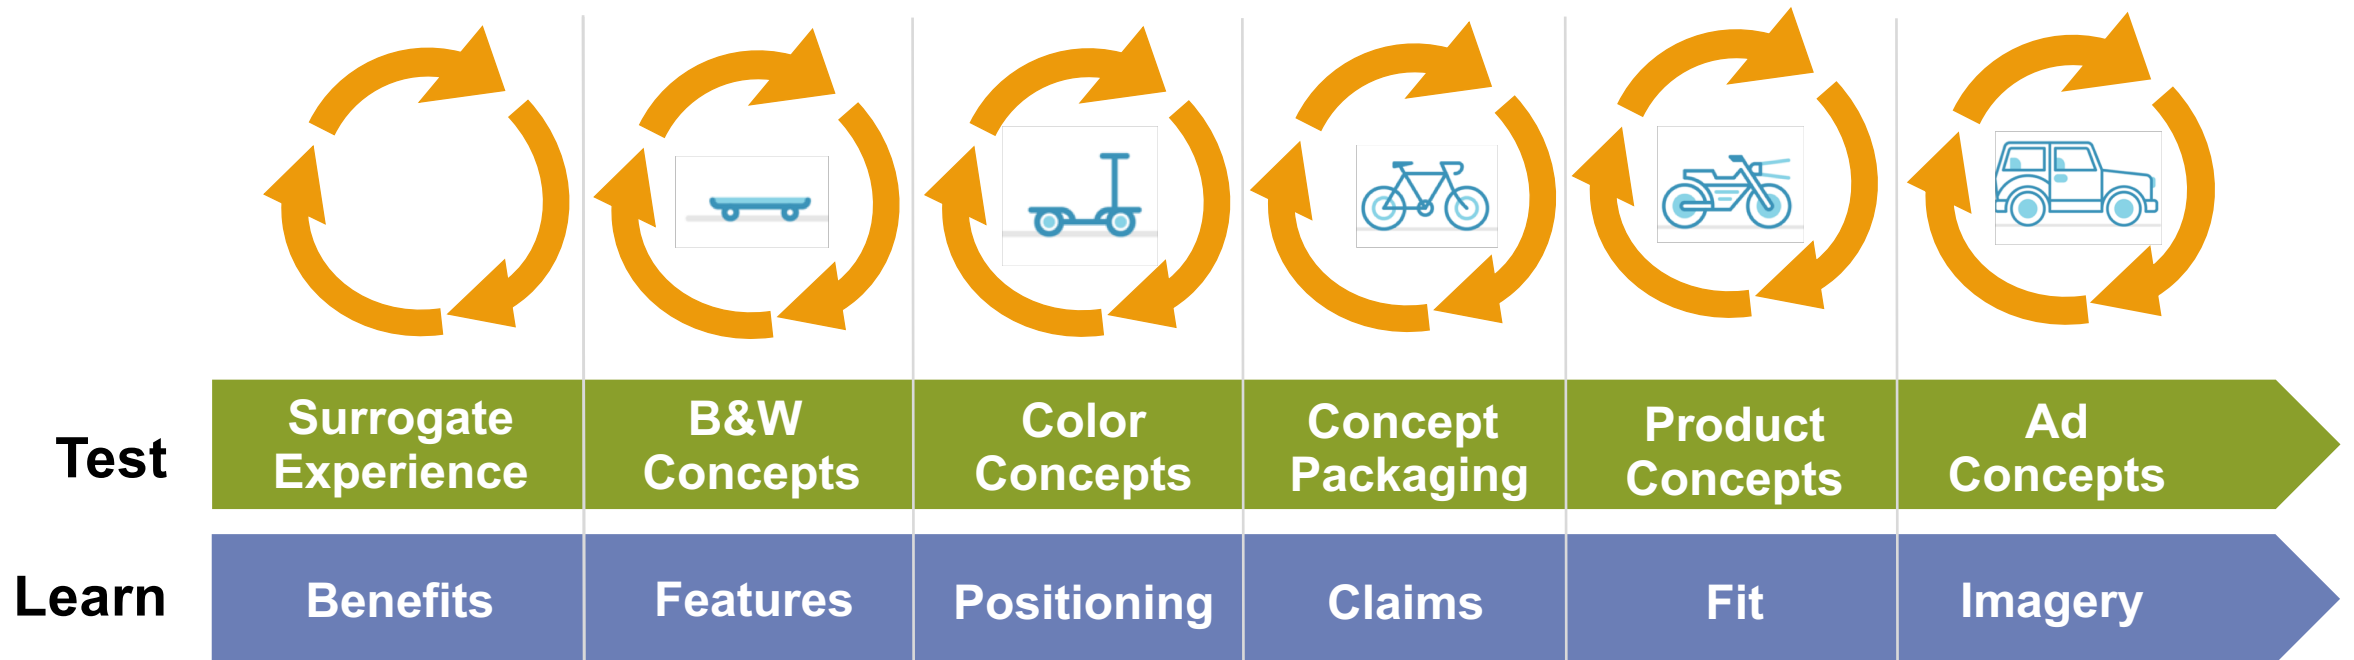 Test
Surrogate
Experience
B&W
Concepts
Color
Concepts
Concept
Packaging
Product
Concepts
Ad
Concepts
Learn
Benefits
Features
Positioning
Claims
Fit
Imagery